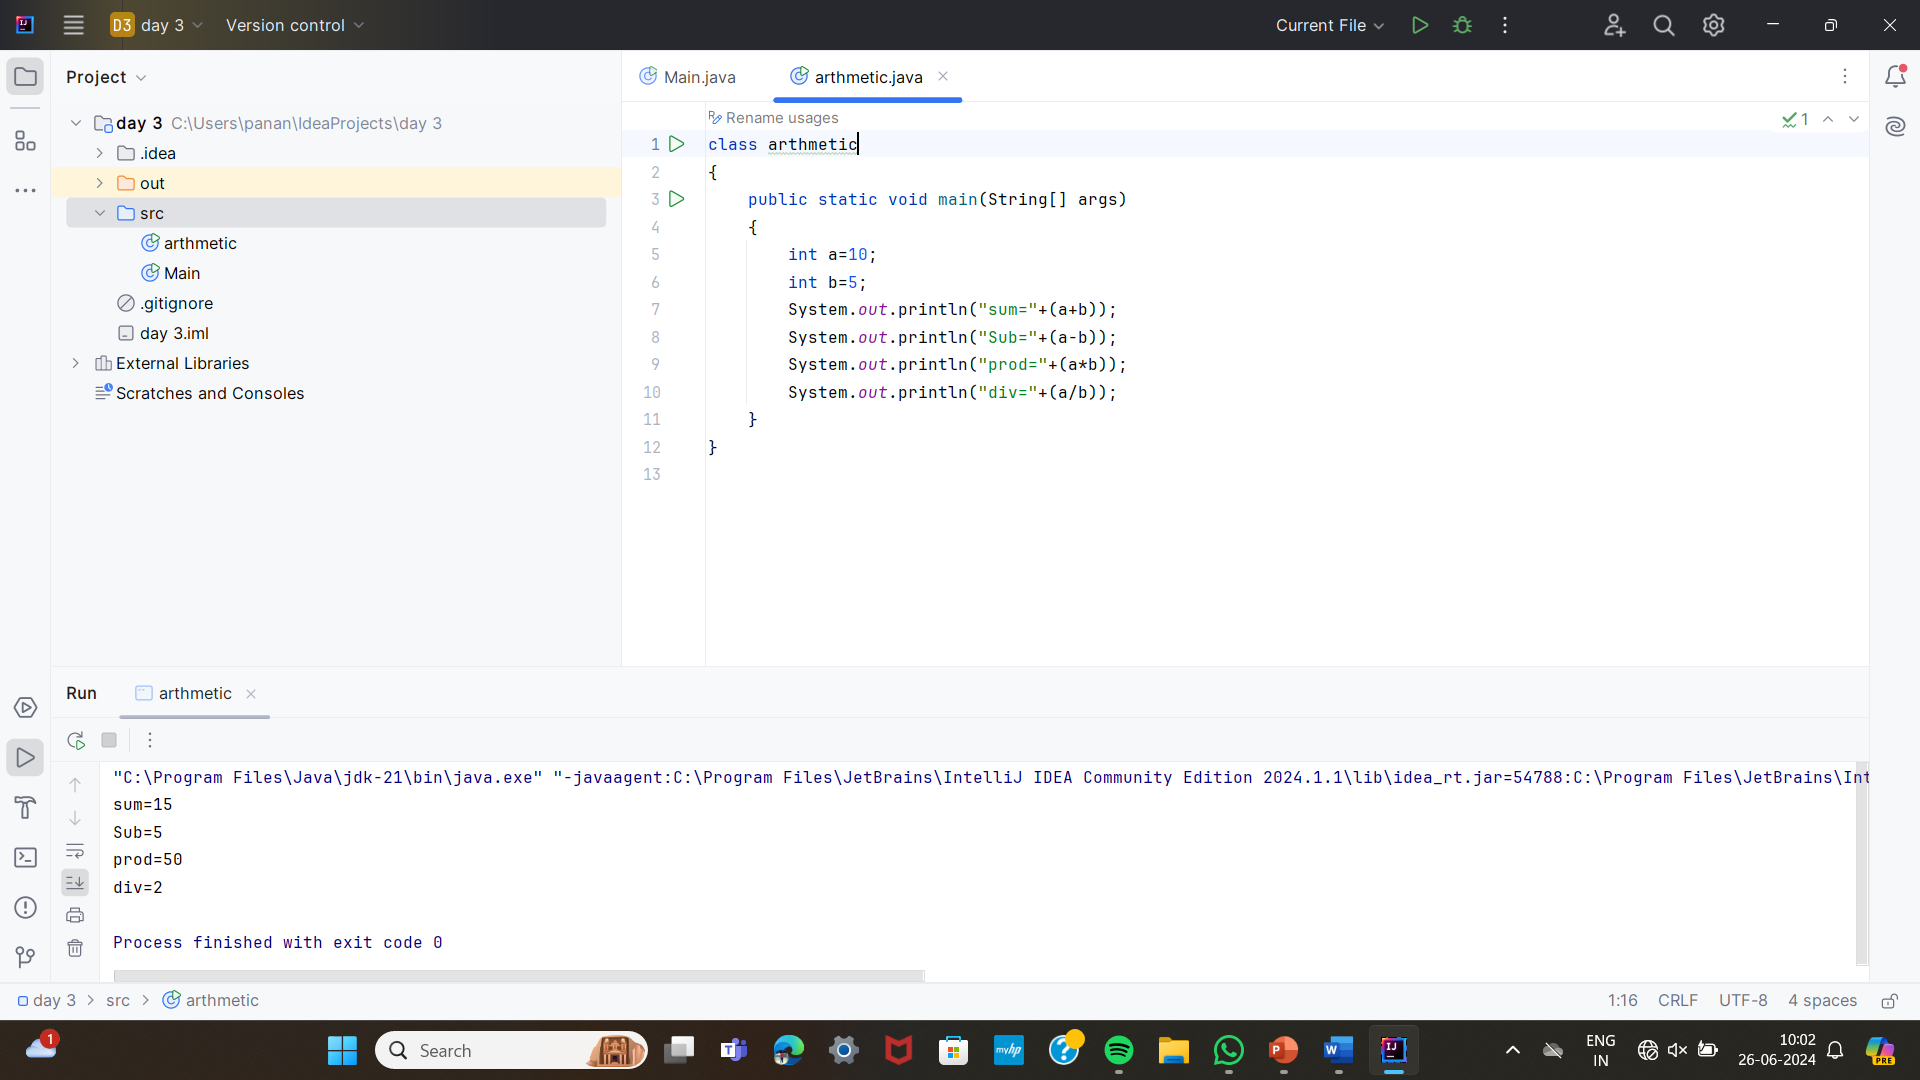 D3 day 3 Version control Current File
Project
Main.java arthmetic.java
day 3 C:\Users\panan\IdeaProjects\day 3
.idea
out
src
arthmetic
Main
.gitignore
day 3.iml
External Libraries
Scratches and Consoles
Rename usages
1
1 class arthmetic
2 {
3 public static void main(String[] args)
4 {
5 int a=10;
6 int b=5;
7 System.out.println("sum="+(a+b));
8 System.out.println("Sub="+(a-b));
9 System.out.println("prod="+(a*b));
10 System.out.println("div="+(a/b));
11 }
12 }
13
Run arthmetic
"C:\Program Files\Java\jdk-21\bin\java.exe" "-javaagent:C:\Program Files\JetBrains\IntelliJ IDEA Community Edition 2024.1.1\lib\idea_rt.jar=54788:C:\Program Files\JetBrains\Int
sum=15
Sub=5
prod=50
div=2
Process finished with exit code 0
day 3 > src > arthmetic 1:16 CRLF UTF-8 4 spaces
1 Search ENG IN 10:02 26-06-2024